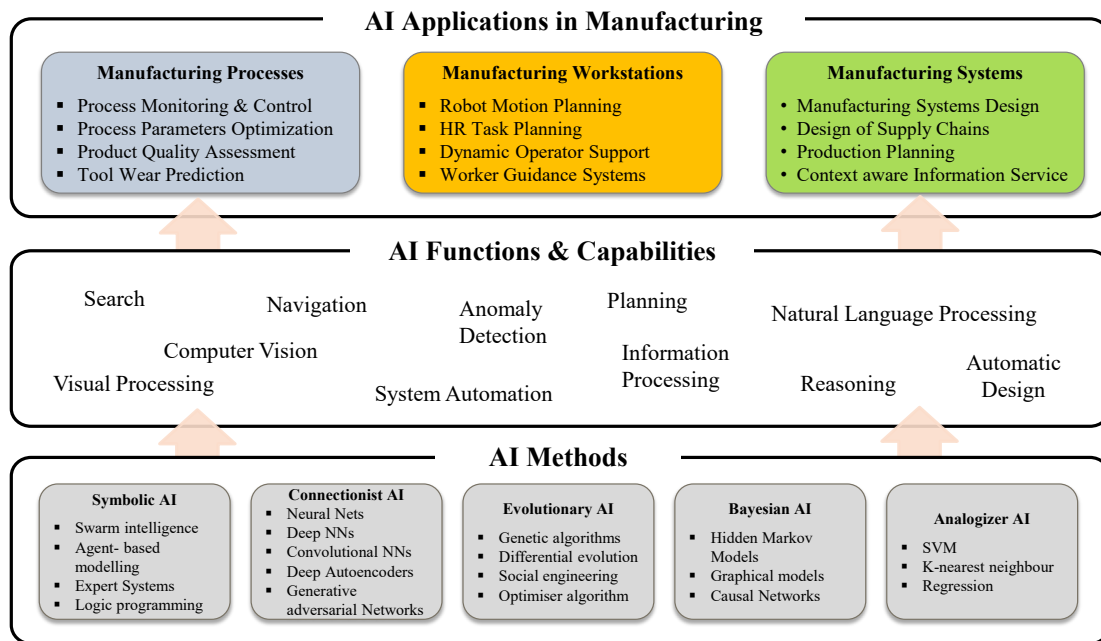 AI Applications in Manufacturing
Manufacturing Processes
▪ Process Monitoring & Control
▪ Process Parameters Optimization
▪ Product Quality Assessment
▪ Tool Wear Prediction
Manufacturing Workstations
▪ Robot Motion Planning
▪ HR Task Planning
▪ Dynamic Operator Support
▪ Worker Guidance Systems
Manufacturing Systems
• Manufacturing Systems Design
• Design of Supply Chains
• Production Planning
• Context aware Information Service
AI Functions & Capabilities
Search
Navigation
Anomaly
Detection
Planning
Natural Language Processing
Computer Vision
Visual Processing
System Automation
Information
Processing
Reasoning
Automatic
Design
AI Methods
Symbolic AI
▪ Swarm intelligence
▪ Agent- based
modelling
▪ Expert Systems
▪ Logic programming
Connectionist AI
▪ Neural Nets
▪ Deep NNs
▪ Convolutional NNs
▪ Deep Autoencoders
▪ Generative
adversarial Networks
Evolutionary AI
▪ Genetic algorithms
▪ Differential evolution
▪ Social engineering
▪ Optimiser algorithm
Bayesian AI
▪ Hidden Markov
Models
▪ Graphical models
▪ Causal Networks
Analogizer AI
▪ SVM
▪ K-nearest neighbour
▪ Regression